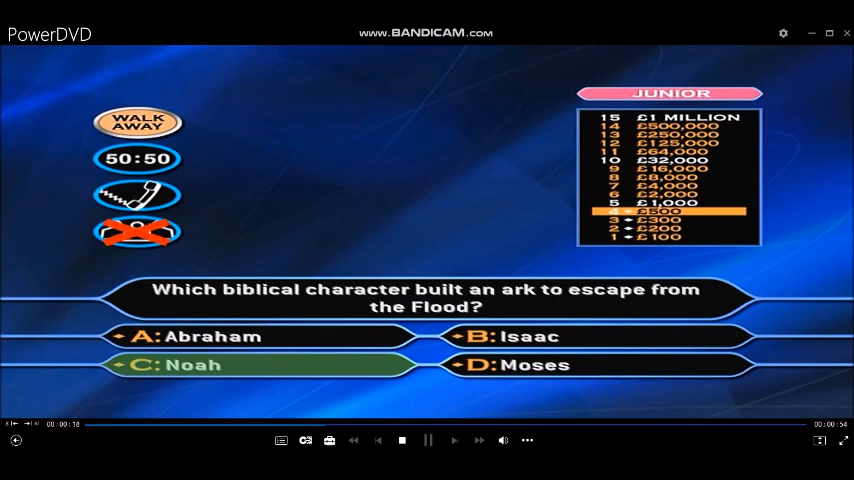 PowerDVD
www.BANDICAM.com
WALK
AWAY
50:50
JUNIOR
15 £1 MILLION
14 £500,000
13 £250,000
12 £125,000
11 £64,000
10 £32,000
9 £16,000
8 £8,000
7 £4,000
6 £2,000
5 £1,000
4 £500
3 £300
2 £200
1 £100
Which biblical character built an ark to escape from
the Flood?
A: Abraham
B: Isaac
C: Noah
D: Moses
00:00:18
00:00:54